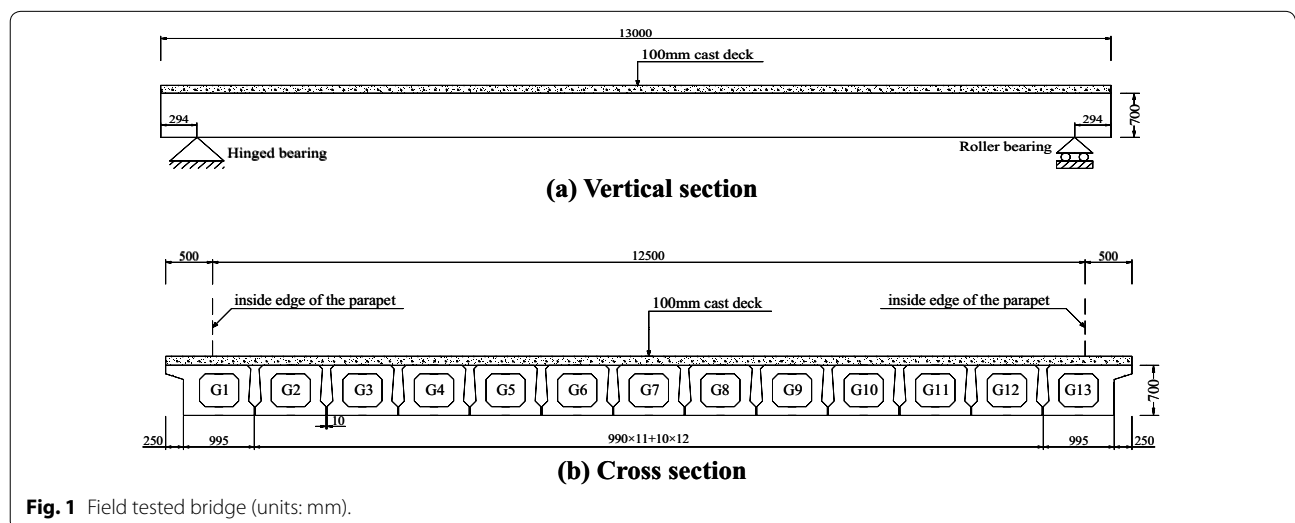 13000
100mm cast deck
294
700
294
Hinged bearing
Roller bearing
(a) Vertical section
500
12500
500
inside edge of the parapet
100mm cast deck
inside edge of the parapet
G1 G2 G3 G4 G5 G6 G7 G8 G9 G10 G11 G12 G13
700
10
250 995 990×11+10×12 995 250
(b) Cross section
Fig. 1 Field tested bridge (units: mm).